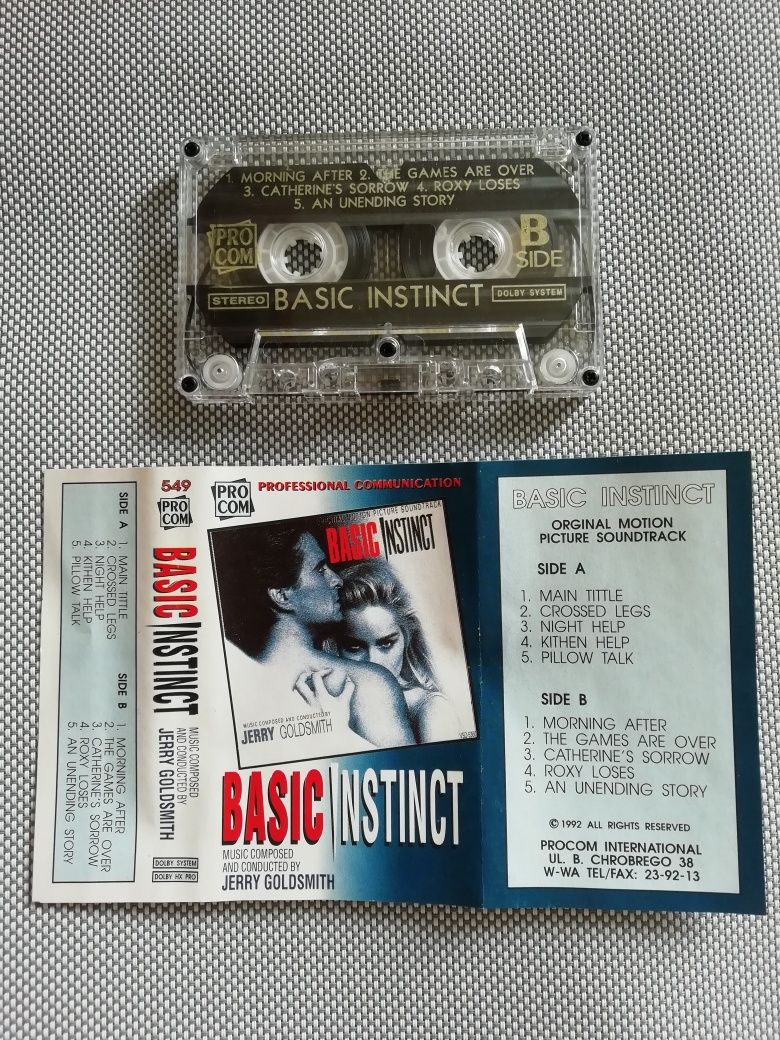 1. MORNING AFTER 2. THE GAMES ARE OVER
3. CATHERINE'S SORROW 4. ROXY LOSES
5. AN UNENDING STORY
PRO
COM
B
SIDE
STEREO
BASIC INSTINCT
DOLBY SYSTEM
SIDE A
1. MAIN TITTLE
2. CROSSED LEGS
3. NIGHT HELP
4. KITHEN HELP
5. PILLOW TALK
SIDE B
1. MORNING AFTER
2. THE GAMES ARE OVER
3. CATHERINE'S SORROW
4. ROXY LOSES
5. AN UNENDING STORY
549
PRO
COM
BASIC INSTINCT
MUSIC COMPOSED
AND CONDUCTED BY
JERRY GOLDSMITH
DOLBY SYSTEM
DOLBY HX PRO
PRO
COM
PROFESSIONAL COMMUNICATION
MOTION PICTURE SOUNDTRACK
BASIC INSTINCT
MUSIC COMPOSED AND CONDUCTED BY
JERRY GOLDSMITH
BASIC INSTINCT
MUSIC COMPOSED
AND CONDUCTED BY
JERRY GOLDSMITH
BASIC INSTINCT
ORGINAL MOTION
PICTURE SOUNDTRACK
SIDE A
1. MAIN TITTLE
2. CROSSED LEGS
3. NIGHT HELP
4. KITHEN HELP
5. PILLOW TALK
SIDE B
1. MORNING AFTER
2. THE GAMES ARE OVER
3. CATHERINE'S SORROW
4. ROXY LOSES
5. AN UNENDING STORY
© 1992 ALL RIGHTS RESERVED
PROCOM INTERNATIONAL
UL. B. CHROBREGO 38
W-WA TEL/FAX: 23-92-13